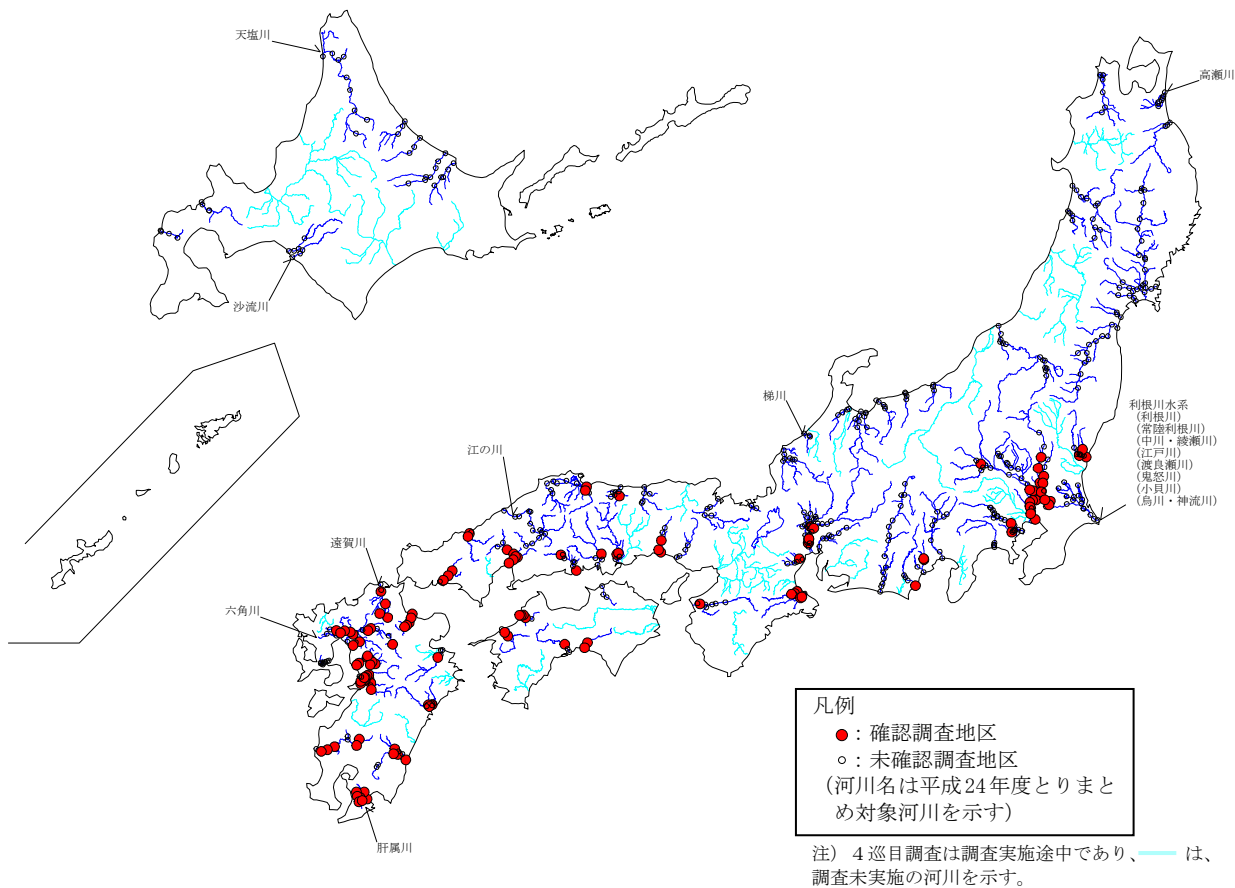 天塩川
高瀬川
沙流川
梯川
利根川水系
(利根川)
(常陸利根川)
(中川・綾瀬川)
(江戸川)
(渡良瀬川)
(鬼怒川)
(小貝川)
(烏川・神流川)
江の川
遠賀川
六角川
肝属川
凡例
：確認調査地区
：未確認調査地区
(河川名は平成24年度とりまと
め対象河川を示す)
注）４巡目調査は調査実施途中であり、 は、
調査未実施の河川を示す。